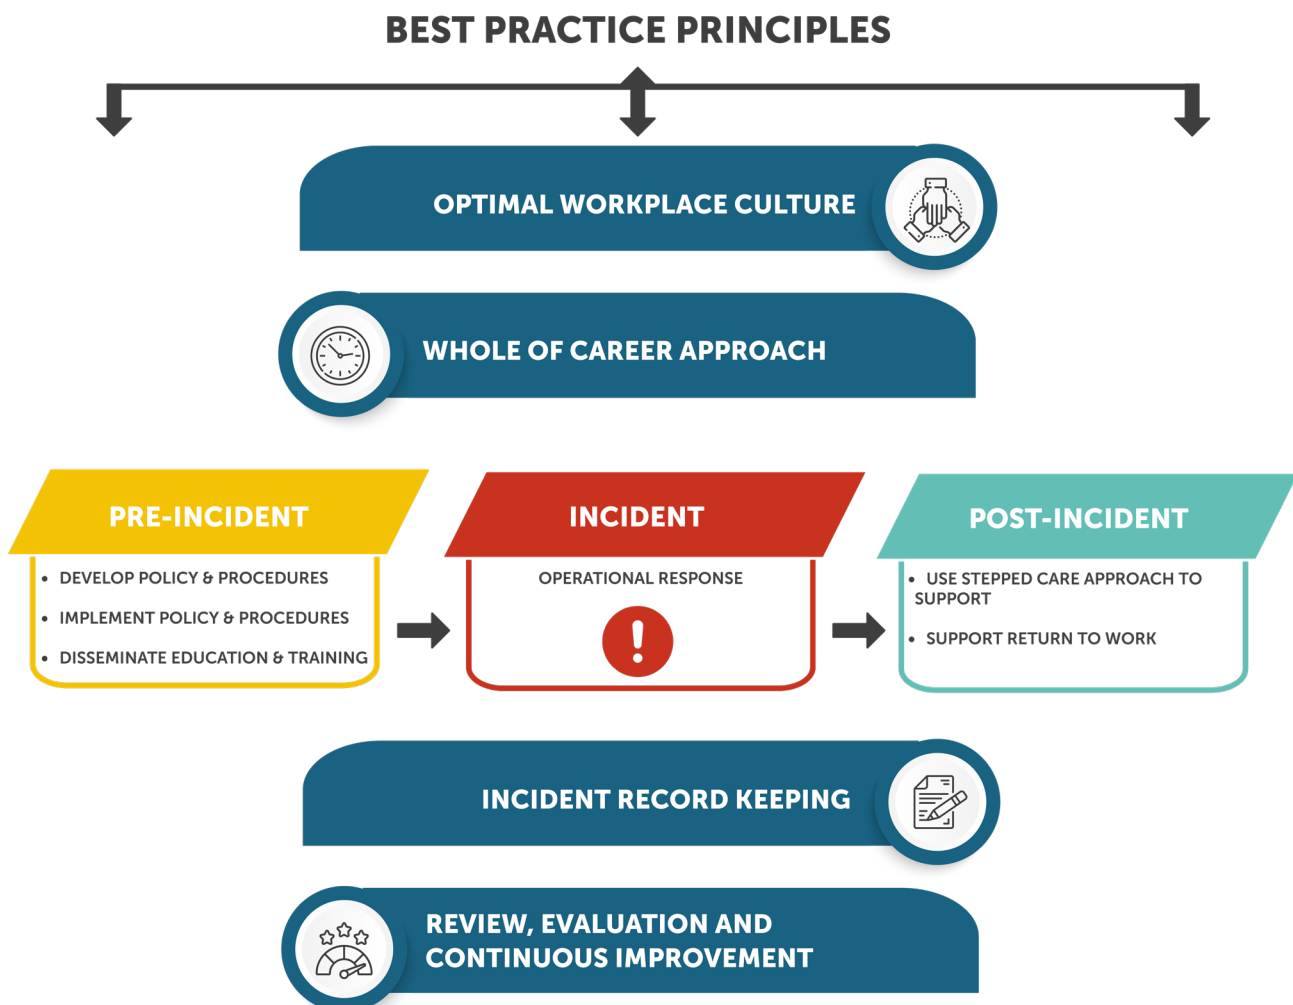 BEST PRACTICE PRINCIPLES
OPTIMAL WORKPLACE CULTURE
WHOLE OF CAREER APPROACH
PRE-INCIDENT
• DEVELOP POLICY & PROCEDURES
• IMPLEMENT POLICY & PROCEDURES
• DISSEMINATE EDUCATION & TRAINING
INCIDENT
OPERATIONAL RESPONSE
!
POST-INCIDENT
• USE STEPPED CARE APPROACH TO
SUPPORT
• SUPPORT RETURN TO WORK
INCIDENT RECORD KEEPING
REVIEW, EVALUATION AND
CONTINUOUS IMPROVEMENT